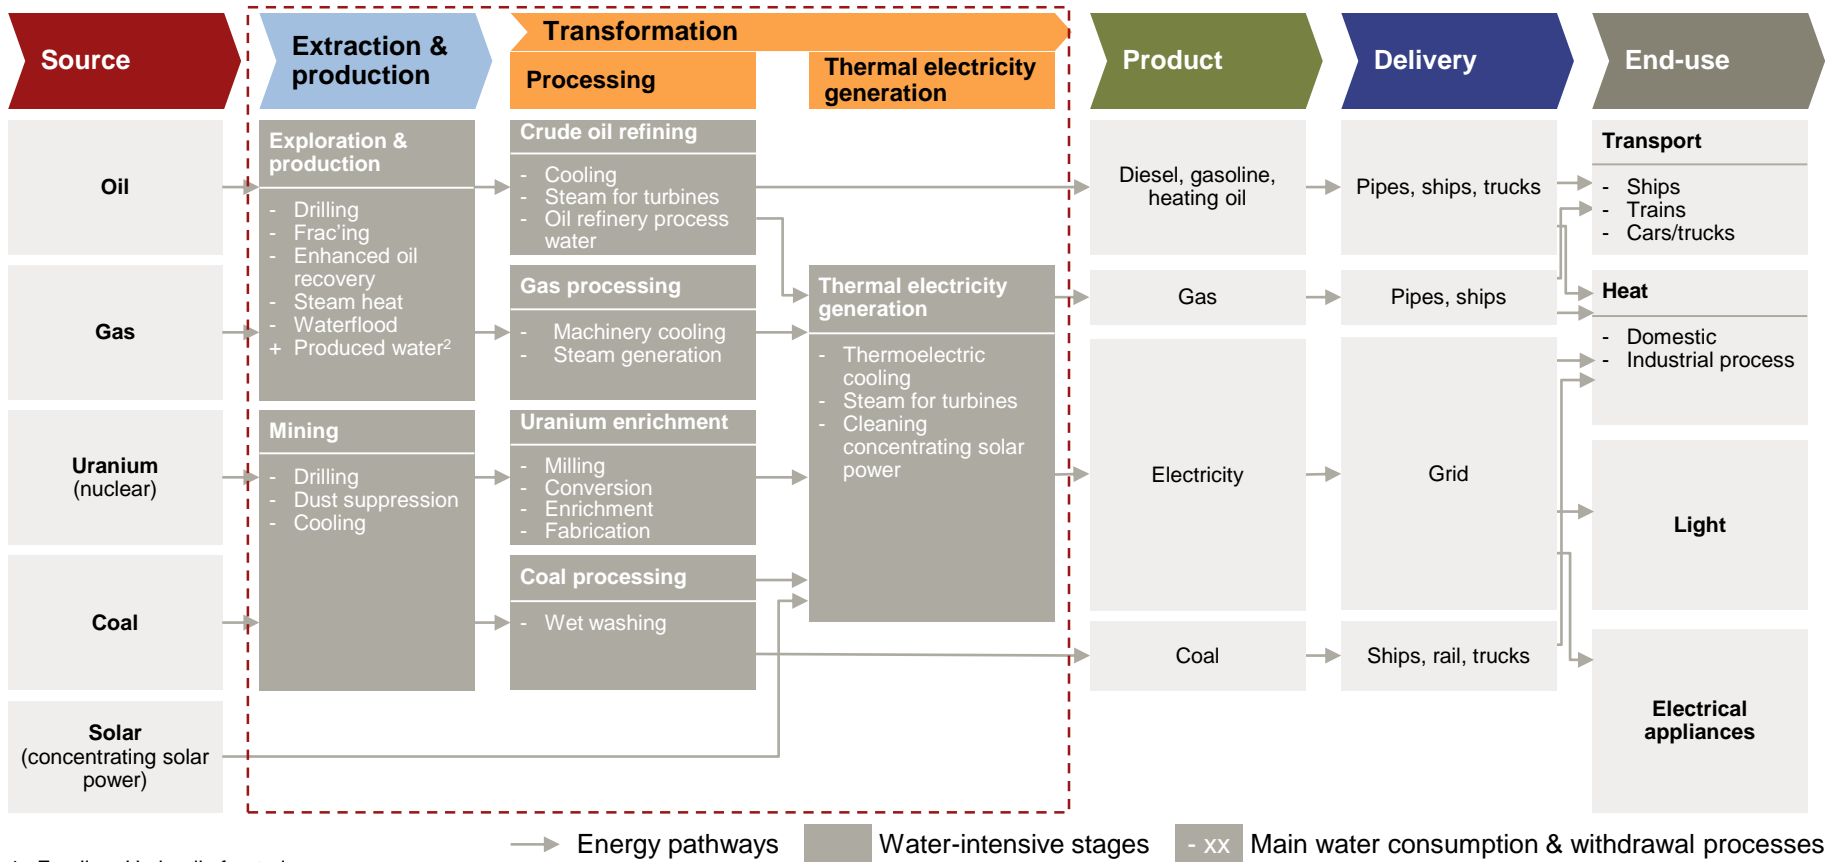 Source
Extraction &
production
Transformation
Processing
Thermal electricity
generation
Product
Delivery
End-use
Oil
Gas
Uranium
(nuclear)
Coal
Solar
(concentrating solar
power)
Exploration &
production
- Drilling
- Frac'ing
- Enhanced oil
recovery
- Steam heat
- Waterflood
+ Produced water2
Mining
- Drilling
- Dust suppression
- Cooling
Crude oil refining
- Cooling
- Steam for turbines
- Oil refinery process
water
Gas processing
- Machinery cooling
- Steam generation
Uranium enrichment
- Milling
- Conversion
- Enrichment
- Fabrication
Coal processing
- Wet washing
Thermal electricity
generation
- Thermoelectric
cooling
- Steam for turbines
- Cleaning
concentrating solar
power
Diesel, gasoline,
heating oil
Gas
Electricity
Coal
Pipes, ships, trucks
Pipes, ships
Grid
Ships, rail, trucks
Transport
- Ships
- Trains
- Cars/trucks
Heat
- Domestic
- Industrial process
Light
Electrical
appliances
Energy pathways
Water-intensive stages
- xx Main water consumption & withdrawal processes